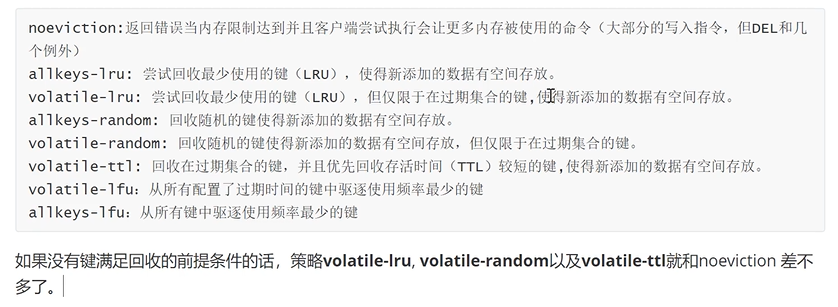 noeviction:返回错误当内存限制达到并且客户端尝试执行会让更多内存被使用的命令（大部分的写入指令，但DEL和几
个例外）
allkeys-lru: 尝试回收最少使用的键（LRU），使得新添加的数据有空间存放。
volatile-lru: 尝试回收最少使用的键（LRU），但仅限于在过期集合的键,使得新添加的数据有空间存放。
allkeys-random: 回收随机的键使得新添加的数据有空间存放。
volatile-random: 回收随机的键使得新添加的数据有空间存放，但仅限于在过期集合的键。
volatile-ttl: 回收在过期集合的键，并且优先回收存活时间（TTL）较短的键,使得新添加的数据有空间存放。
volatile-lfu：从所有配置了过期时间的键中驱逐使用频率最少的键
allkeys-lfu：从所有键中驱逐使用频率最少的键
如果没有键满足回收的前提条件的话，策略volatile-lru, volatile-random以及volatile-ttl就和noeviction 差不
多了。